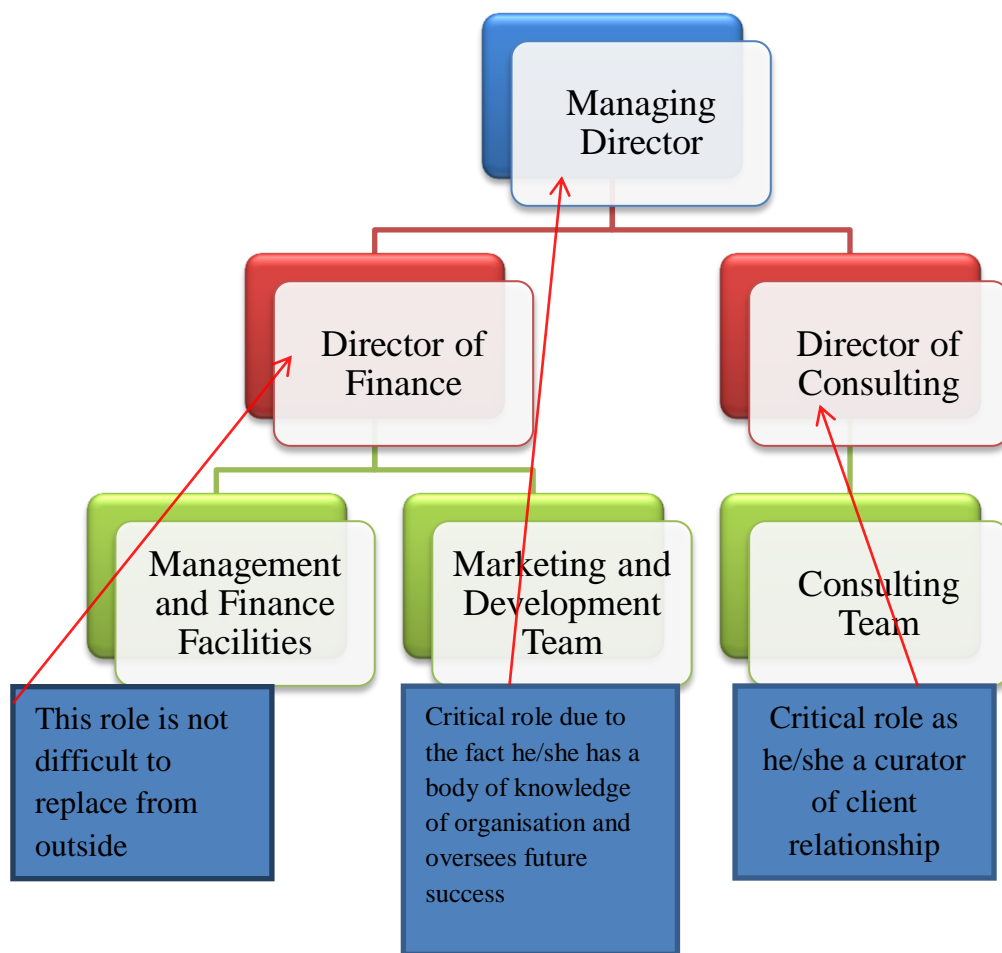 Managing
Director
Director of
Finance
Director of
Consulting
Management
and Finance
Facilities
Marketing and
Development
Team
Consulting
Team
This role is not
difficult to
replace from
outside
Critical role due to
the fact he/she has a
body of knowledge
of organisation and
oversees future
success
Critical role as
he/she a curator
of client
relationship